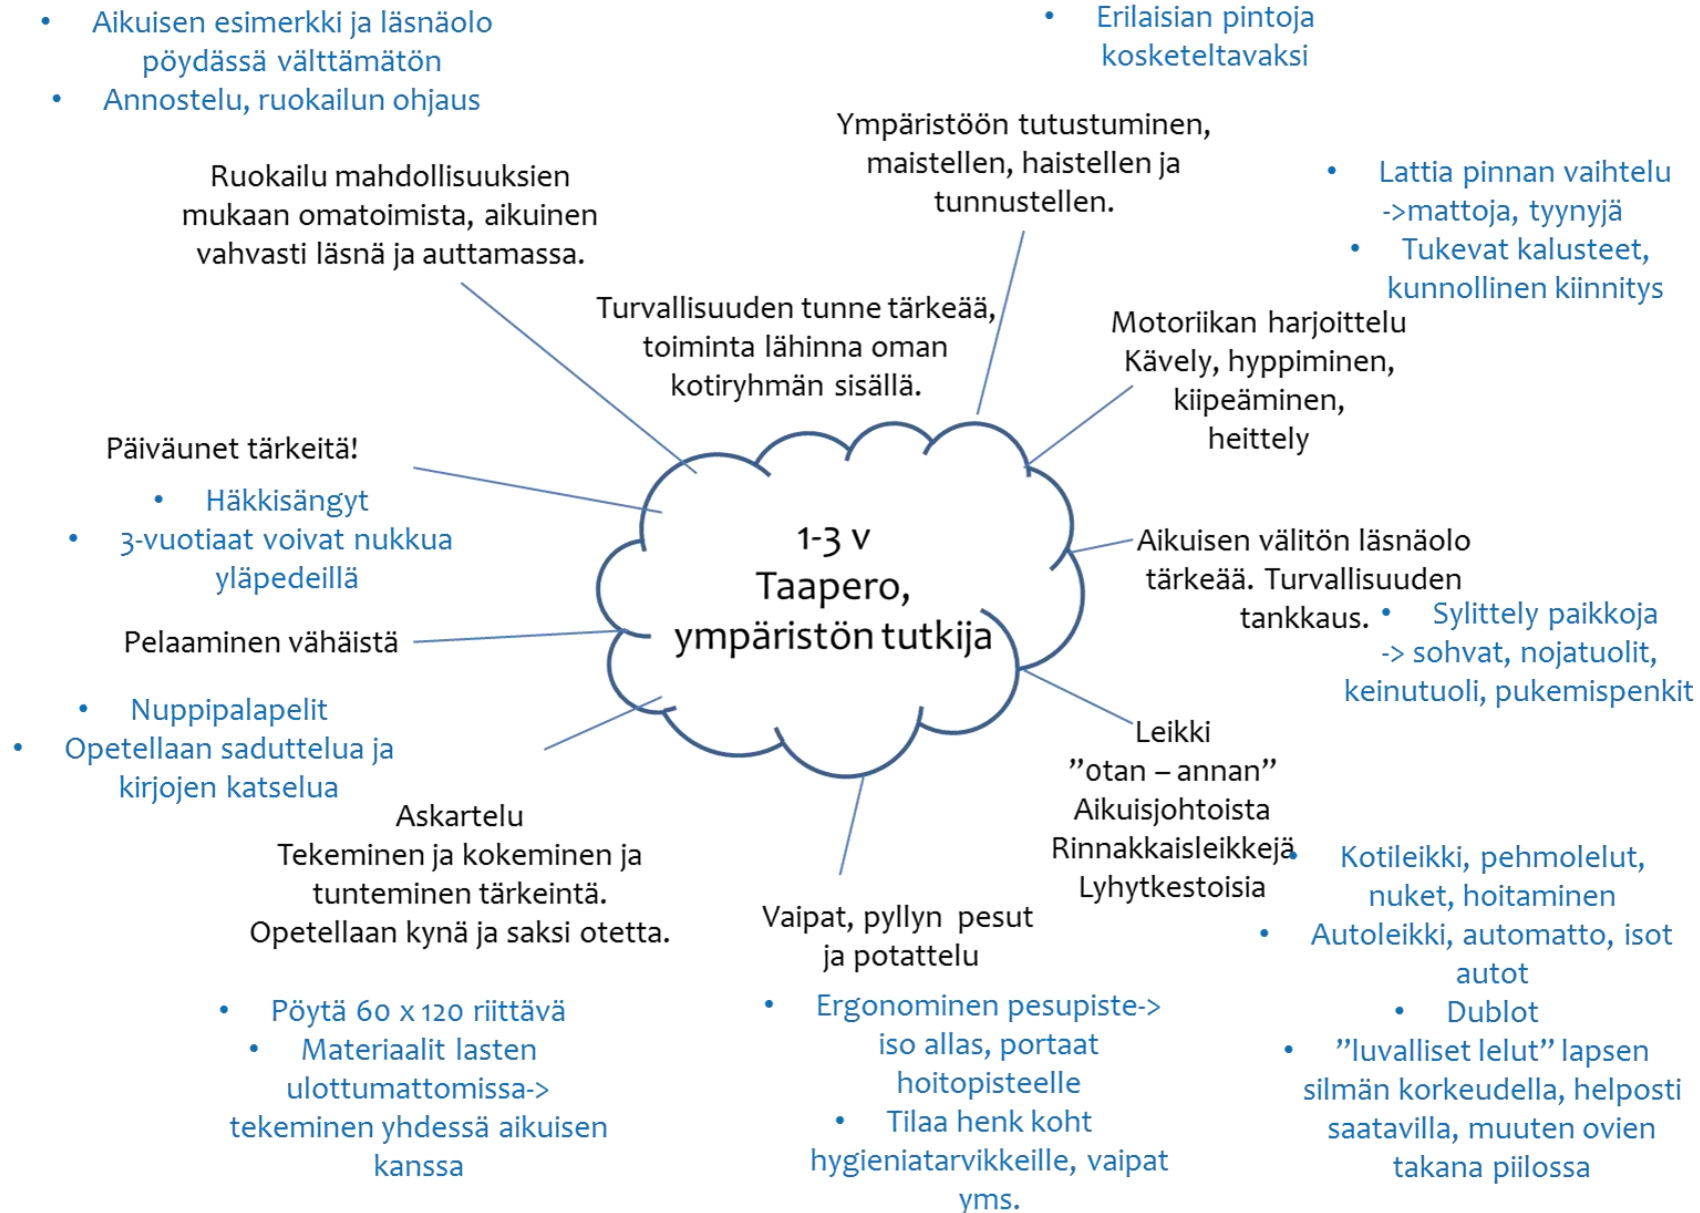 • Aikuisen esimerkki ja läsnäolo
pöydässä välttämätön
• Annostelu, ruokailun ohjaus
Ruokailu mahdollisuuksien
mukaan omatoimista, aikuinen
vahvasti läsnä ja auttamassa.
• Erilaisian pintoja
kosketeltavaksi
Ympäristöön tutustuminen,
maistellen, haistellen ja
tunnustellen.
Turvallisuuden tunne tärkeää,
toiminta lähinna oman
kotiryhmän sisällä.
• Lattia pinnan vaihtelu
->mattoja, tyynyjä
• Tukevat kalusteet,
kunnollinen kiinnitys
Motoriikan harjoittelu
Kävely, hyppiminen,
kiipeäminen,
heittely
Päiväunet tärkeitä!
• Häkkisängyt
• 3-vuotiaat voivat nukkua
yläpedeillä
1-3 v
Taapero,
ympäristön tutkija
Aikuisen välitön läsnäolo
tärkeää. Turvallisuuden
tankkaus.
• Sylittely paikkoja
-> sohvat, nojatuolit,
keinutuoli, pukemispenkit
Pelaaminen vähäistä
• Nuppipalapelit
• Opetellaan saduttelua ja
kirjojen katselua
Leikki
”otan – annan”
Aikuisjohtoista
Rinnakkaisleikkejä
Lyhytkestoisia
• Kotileikki, pehmolelut,
nuket, hoitaminen
• Autoleikki, automatto, isot
autot
• Dublot
• ”luvalliset lelut” lapsen
silmän korkeudella, helposti
saatavilla, muuten ovien
takana piilossa
Askartelu
Tekeminen ja kokeminen ja
tunteminen tärkeintä.
Opetellaan kynä ja saksi otetta.
• Pöytä 60 x 120 riittävä
• Materiaalit lasten
ulottumattomissa->
tekeminen yhdessä aikuisen
kanssa
Vaipat, pyllyn pesut
ja potattelu
• Ergonominen pesupiste->
iso allas, portaat
hoitopisteelle
• Tilaa henk koht
hygieniatarvikkeille, vaipat
yms.